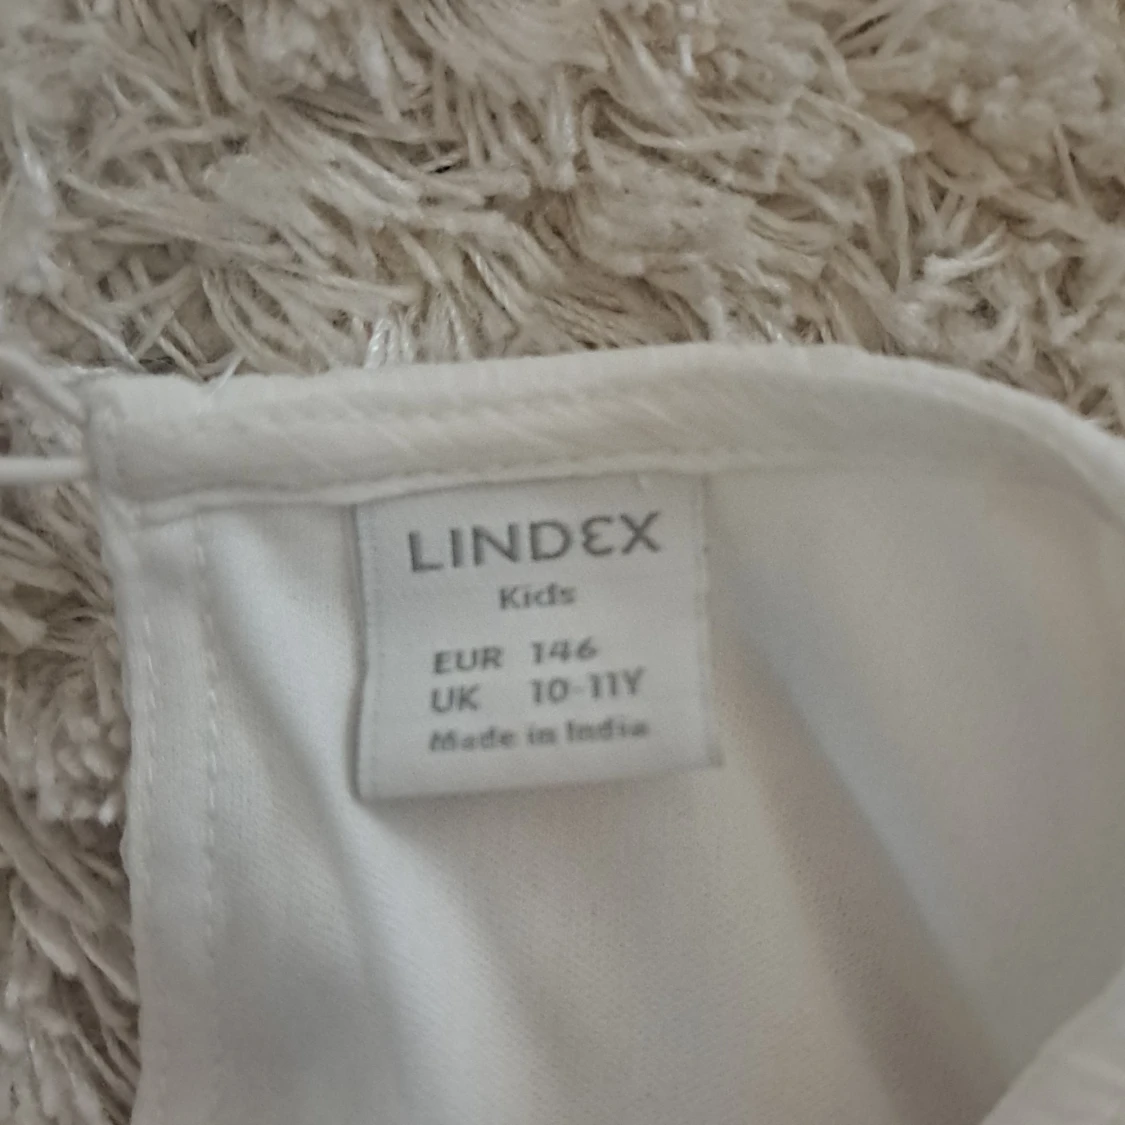 LINDEX
Kids
EUR 146
UK 10-11Y
Made in India